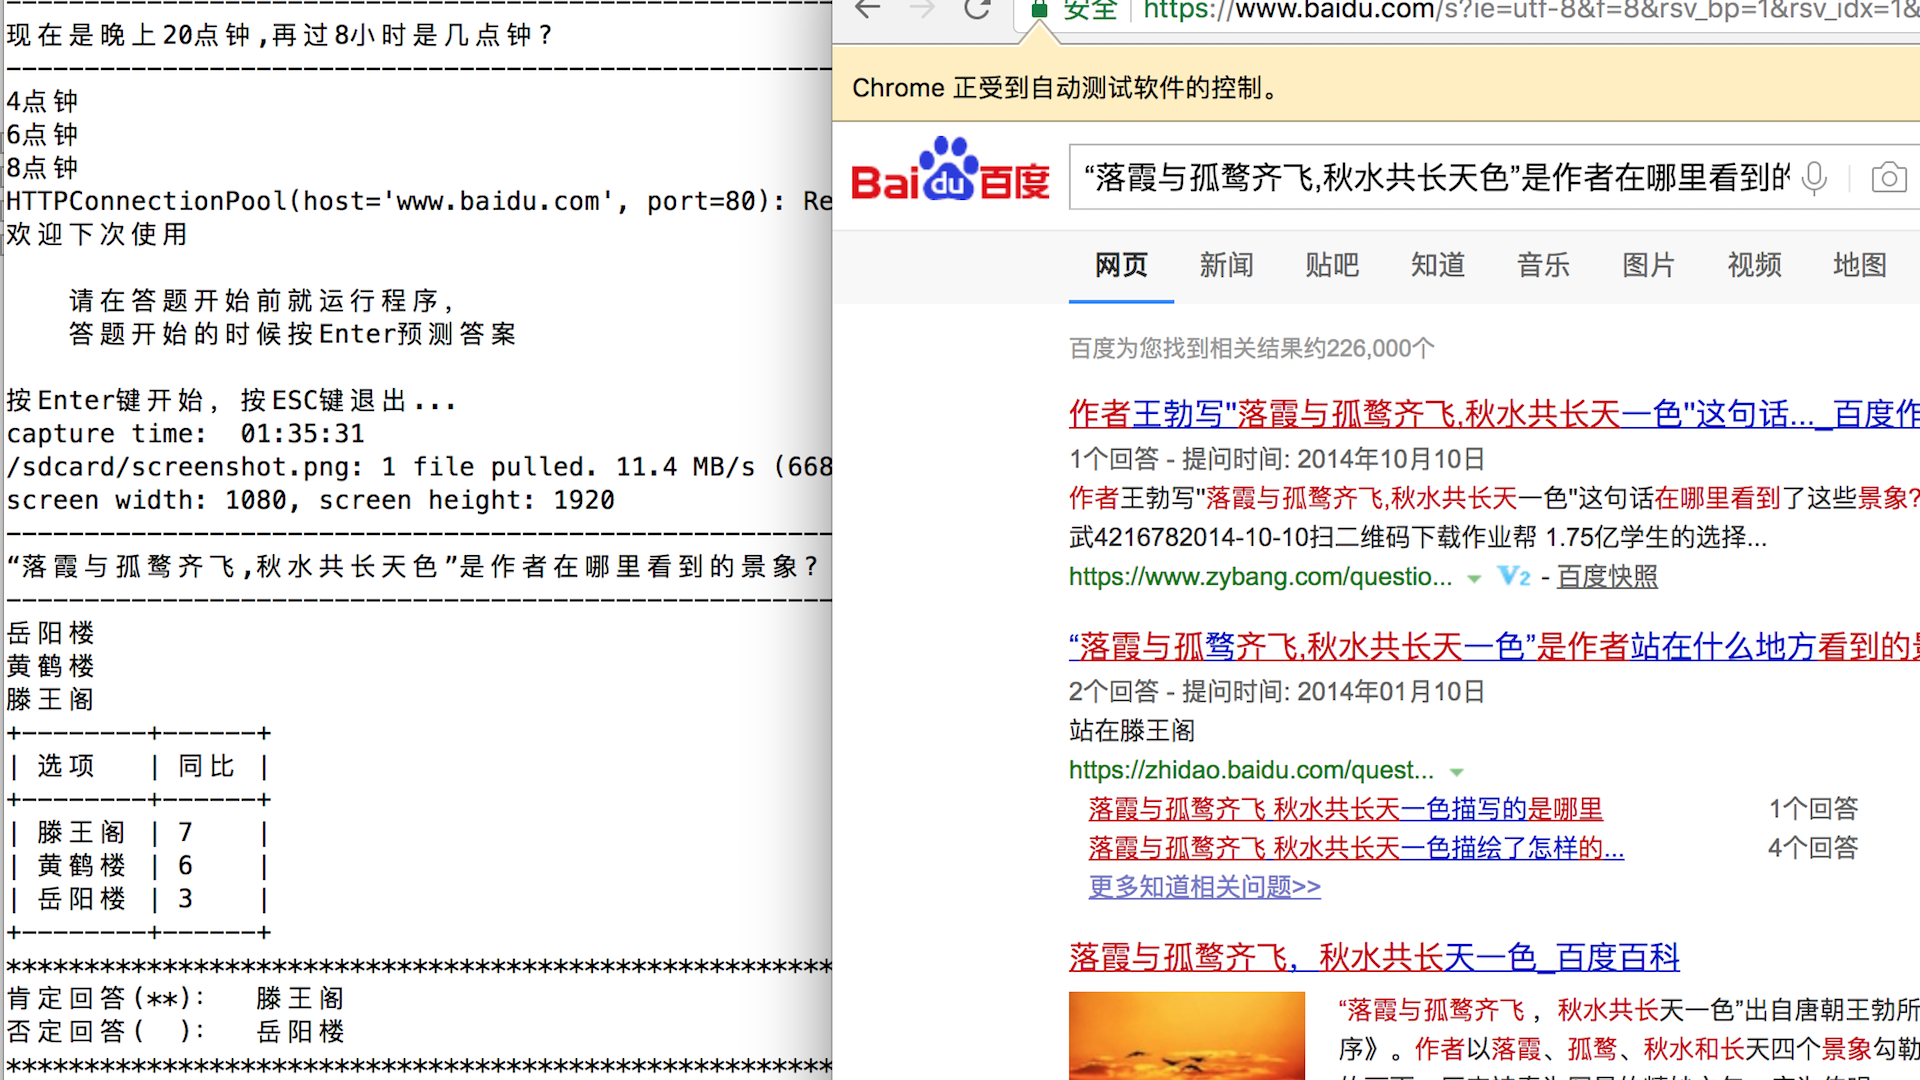 现在是晚上20点钟,再过8小时是几点钟?
4点钟
6点钟
8点钟
HTTPConnectionPool(host='www.baidu.com', port=80): Re
欢迎下次使用
请在答题开始前就运行程序,
答题开始的时候按Enter预测答案
按Enter键开始, 按ESC键退出...
capture time:  01:35:31
/sdcard/screenshot.png: 1 file pulled. 11.4 MB/s (668
screen width: 1080, screen height: 1920
“落霞与孤鹜齐飞,秋水共长天色”是作者在哪里看到的景象?
岳阳楼
黄鹤楼
滕王阁
+--------+------+
| 选项 | 同比 |
+--------+------+
| 滕王阁 | 7 |
| 黄鹤楼 | 6 |
| 岳阳楼 | 3 |
+--------+------+
肯定回答(**): 滕王阁
否定回答(  ): 岳阳楼
安全 https://www.baidu.com/s?ie=utf-8&f=8&rsv_bp=1&rsv_idx=1&
Chrome 正受到自动测试软件的控制。
Bai du 百度
“落霞与孤鹜齐飞,秋水共长天色”是作者在哪里看到的
网页 新闻 贴吧 知道 音乐 图片 视频 地图
百度为您找到相关结果约226,000个
作者王勃写"落霞与孤鹜齐飞,秋水共长天一色"这句话..._百度作
1个回答 - 提问时间: 2014年10月10日
作者王勃写"落霞与孤鹜齐飞,秋水共长天一色"这句话在哪里看到了这些景象?
武4216782014-10-10扫二维码下载作业帮 1.75亿学生的选择...
https://www.zybang.com/questio... V2 - 百度快照
“落霞与孤骛齐飞,秋水共长天一色”是作者站在什么地方看到的景
2个回答 - 提问时间: 2014年01月10日
站在滕王阁
https://zhidao.baidu.com/quest...
落霞与孤鹜齐飞 秋水共长天一色描写的是哪里 1个回答
落霞与孤鹜齐飞 秋水共长天一色描绘了怎样的... 4个回答
更多知道相关问题>>
落霞与孤鹜齐飞，秋水共长天一色_百度百科
“落霞与孤鹜齐飞，秋水共长天一色”出自唐朝王勃所
序》。作者以落霞、孤鹜、秋水和长天四个景象勾勒